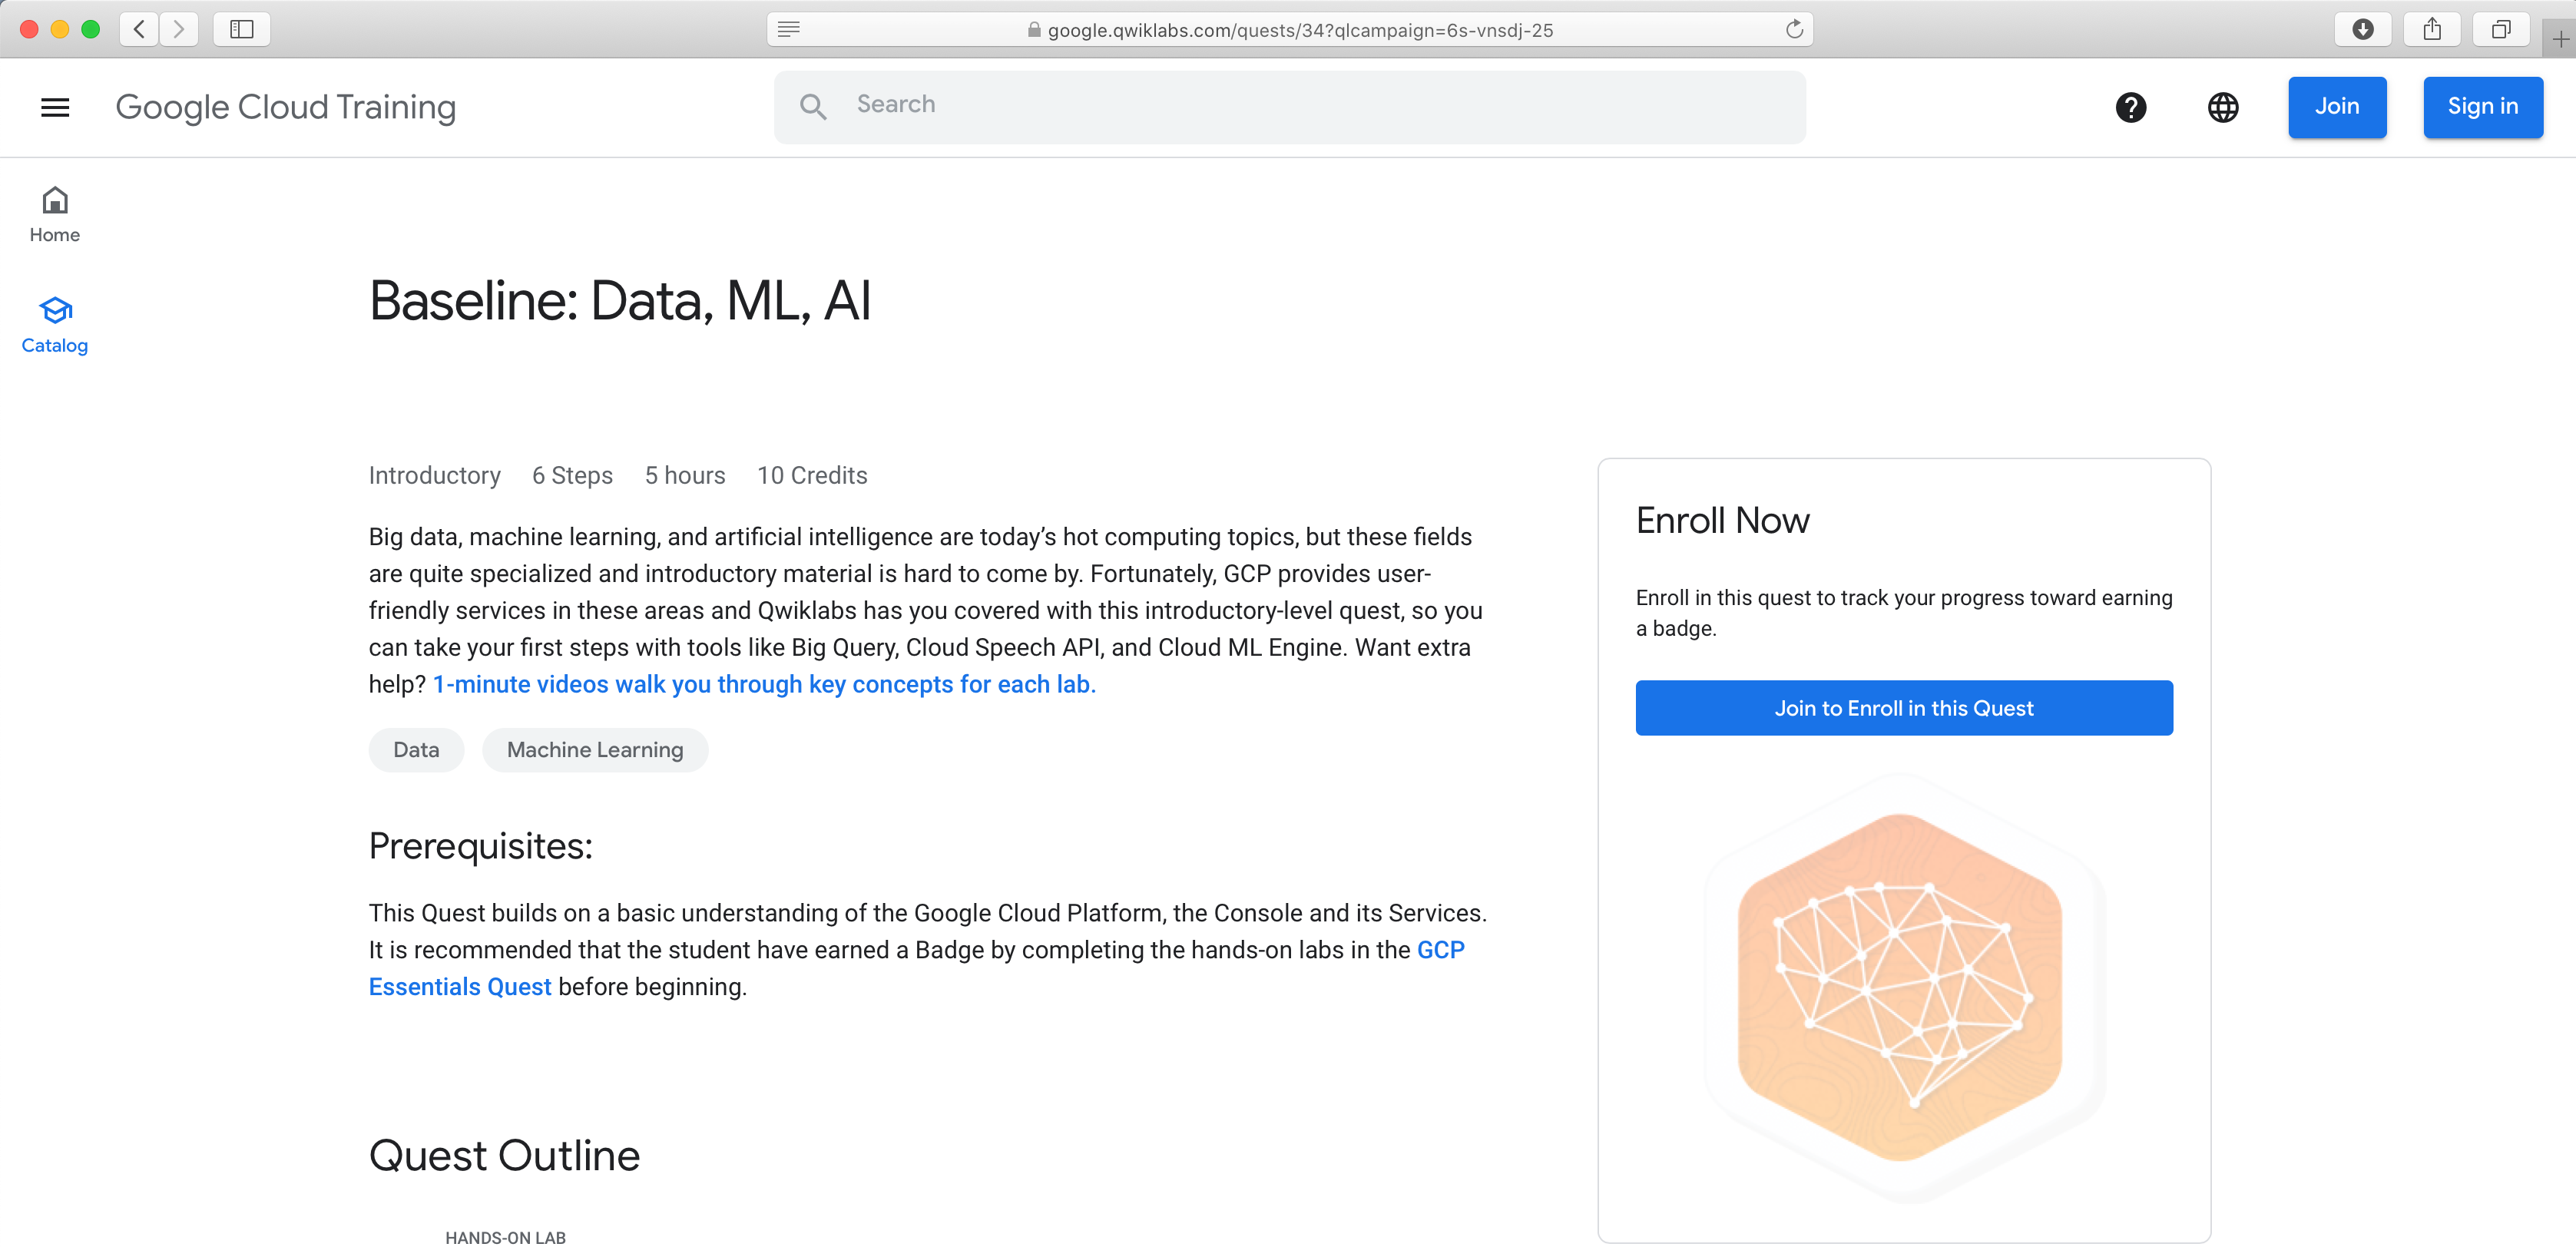 google.qwiklabs.com/quests/34?qlcampaign=6s-vnsdj-25
Google Cloud Training
Search
Join
Sign in
Home
Catalog
Baseline: Data, ML, AI
Introductory 6 Steps 5 hours 10 Credits
Big data, machine learning, and artificial intelligence are today’s hot computing topics, but these fields
are quite specialized and introductory material is hard to come by. Fortunately, GCP provides user-
friendly services in these areas and Qwiklabs has you covered with this introductory-level quest, so you
can take your first steps with tools like Big Query, Cloud Speech API, and Cloud ML Engine. Want extra
help? 1-minute videos walk you through key concepts for each lab.
Data
Machine Learning
Prerequisites:
This Quest builds on a basic understanding of the Google Cloud Platform, the Console and its Services.
It is recommended that the student have earned a Badge by completing the hands-on labs in the GCP
Essentials Quest before beginning.
Quest Outline
HANDS-ON LAB
Enroll Now
Enroll in this quest to track your progress toward earning
a badge.
Join to Enroll in this Quest